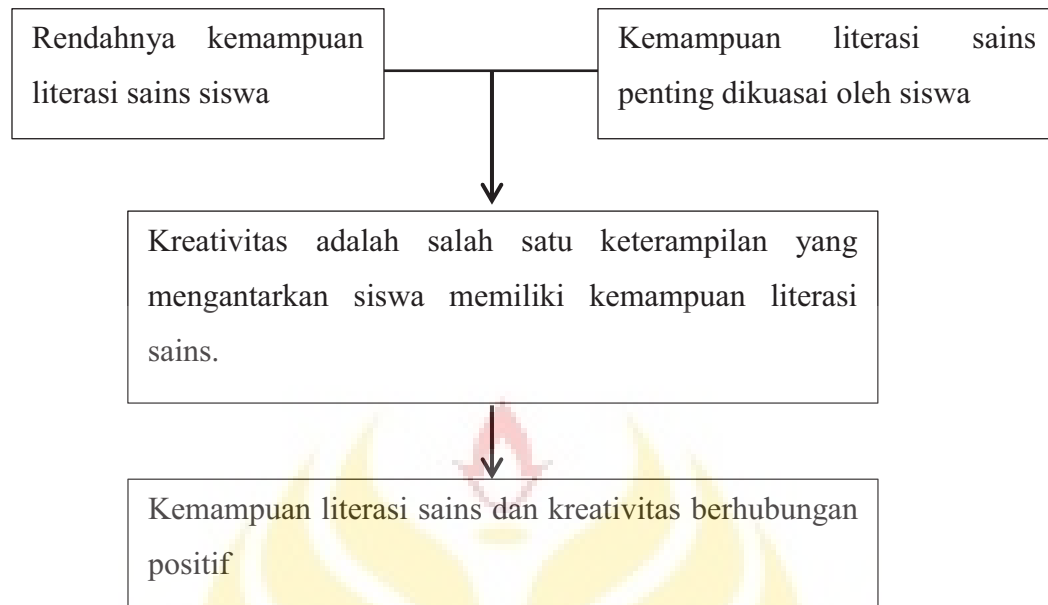 Rendahnya kemampuan
literasi sains siswa
Kemampuan literasi sains
penting dikuasai oleh siswa
Kreativitas adalah salah satu keterampilan yang
mengantarkan siswa memiliki kemampuan literasi
sains.
Kemampuan literasi sains dan kreativitas berhubungan
positif